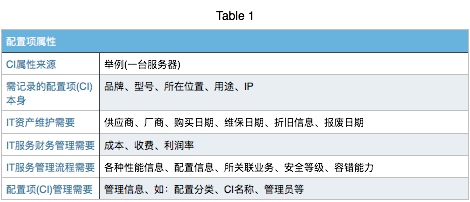 Table 1
配置项属性
CI属性来源 举例(一台服务器)
需记录的配置项(CI) 品牌、型号、所在位置、用途、IP
本身
IT资产维护需要 供应商、厂商、购买日期、维保日期、折旧信息、报废日期
IT服务财务管理需要 成本、收费、利润率
IT服务管理流程需要 各种性能信息、配置信息、所关联业务、安全等级、容错能力
配置项(CI)管理需要 管理信息、如：配置分类、CI名称、管理员等